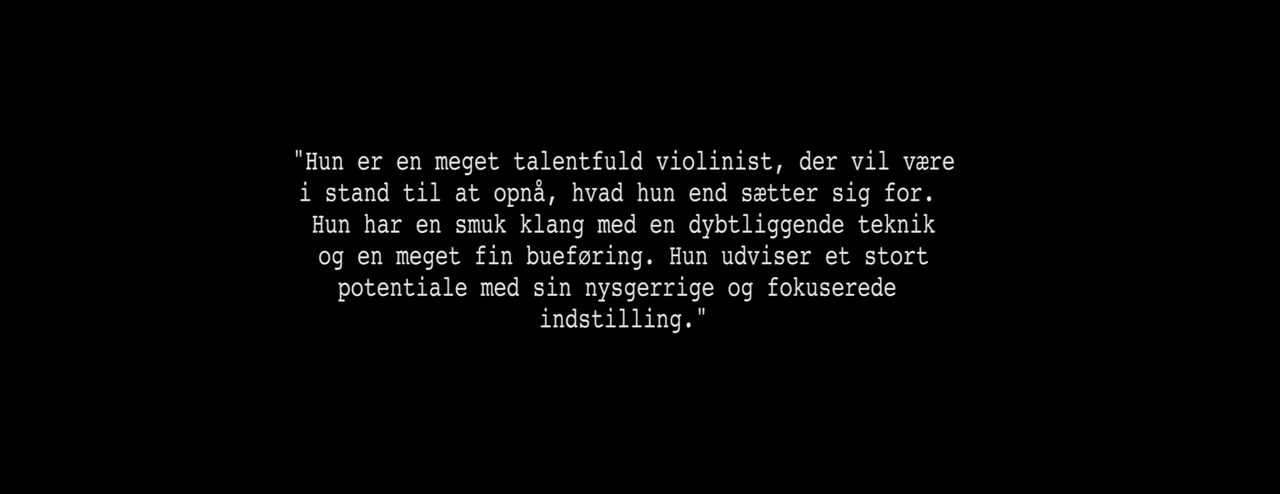 "Hun er en meget talentfuld violinist, der vil være
i stand til at opnå, hvad hun end sætter sig for.
Hun har en smuk klang med en dybtliggende teknik
og en meget fin bueføring. Hun udviser et stort
potentiale med sin nysgerrige og fokuserede
indstilling."